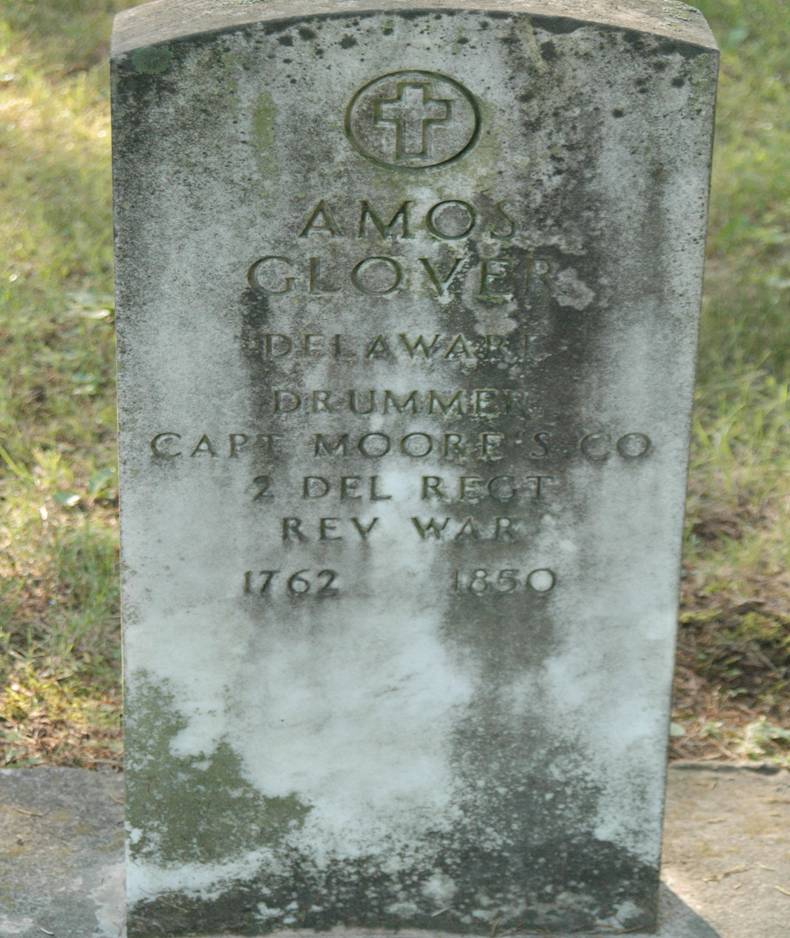 AMOS
GLOVER
DELAWARE
DRUMMER
CAPT MOORE'S CO
2 DEL REGT
REV WAR
1762 1850